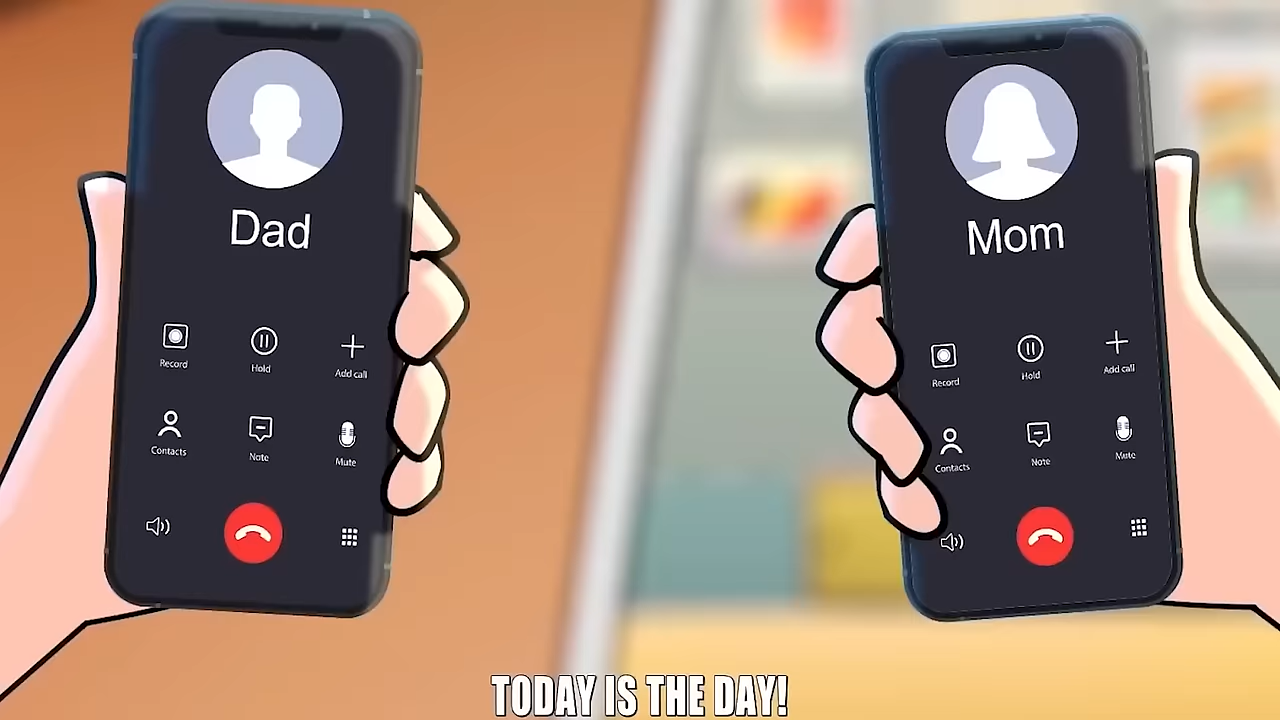 Dad
Record
Hold
Add call
Contacts
Note
Mute
Mom
Record
Hold
Add call
Contacts
Note
Mute
TODAY IS THE DAY!